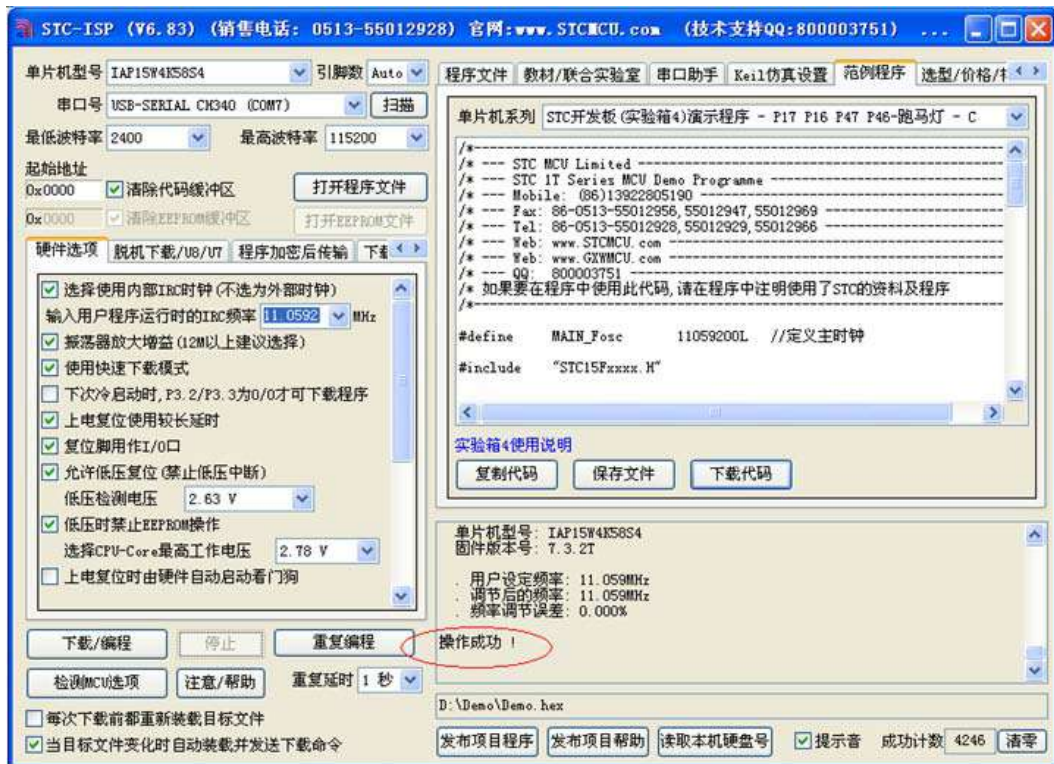 STC-ISP (V6.83) (销售电话: 0513-55012928) 官网:www.STCMCU.com (技术支持QQ:800003751) ...
单片机型号 IAP15W4K58S4 引脚数 Auto
串口号 USB-SERIAL CH340 (COM7) 扫描
最低波特率 2400 最高波特率 115200
起始地址
0x0000 清除代码缓冲区 打开程序文件
0x0000 清除EEPROM缓冲区 打开EEPROM文件
硬件选项 脱机下载/U8/U7 程序加密后传输
选择使用内部IRC时钟(不选为外部时钟)
输入用户程序运行时的IRC频率 11.0592 MHz
振荡器放大增益(12M以上建议选择)
使用快速下载模式
下次冷启动时,P3.2/P3.3为0/0才可下载程序
上电复位使用较长延时
复位脚用作I/O口
允许低压复位(禁止低压中断)
低压检测电压 2.63 V
低压时禁止EEPROM操作
选择CPU-Core最高工作电压 2.78 V
上电复位时由硬件自动启动看门狗
下载/编程 停止 重复编程
检测MCU选项 注意/帮助 重复延时 1 秒
每次下载前都重新装载目标文件
当目标文件变化时自动装载并发送下载命令
程序文件 教材/联合实验室 串口助手 Keil仿真设置 范例程序 选型/价格/
单片机系列 STC开发板(实验箱4)演示程序 - P17 P16 P47 P46-跑马灯 - C
/*---------------------------------------------------------------------
/* --- STC MCU Limited ------------------------------------------------
/* --- STC 1T Series MCU Demo Programme -------------------------------
/* --- Mobile: (86)13922805190 ----------------------------------------
/* --- Fax: 86-0513-55012956,55012947,55012969 ------------------------
/* --- Tel: 86-0513-55012928,55012929,55012966 ------------------------
/* --- Web: www.STCMCU.com --------------------------------------------
/* --- Web: www.GXWMCU.com --------------------------------------------
/* --- QQ: 800003751 --------------------------------------------------
/* 如果要在程序中使用此代码,请在程序中注明使用了STC的资料及程序
/*---------------------------------------------------------------------
#define MAIN_Fosc 11059200L //定义主时钟
#include "STC15Fxxxx.H"
实验箱4使用说明
复制代码 保存文件 下载代码
单片机型号: IAP15W4K58S4
固件版本号: 7.3.2T
. 用户设定频率: 11.059MHz
. 调节后的频率: 11.059MHz
. 频率调节误差: 0.000%
操作成功 !
D:\Demo\Demo.hex
发布项目程序 发布项目帮助 读取本机硬盘号 提示音 成功计数 4246 清零